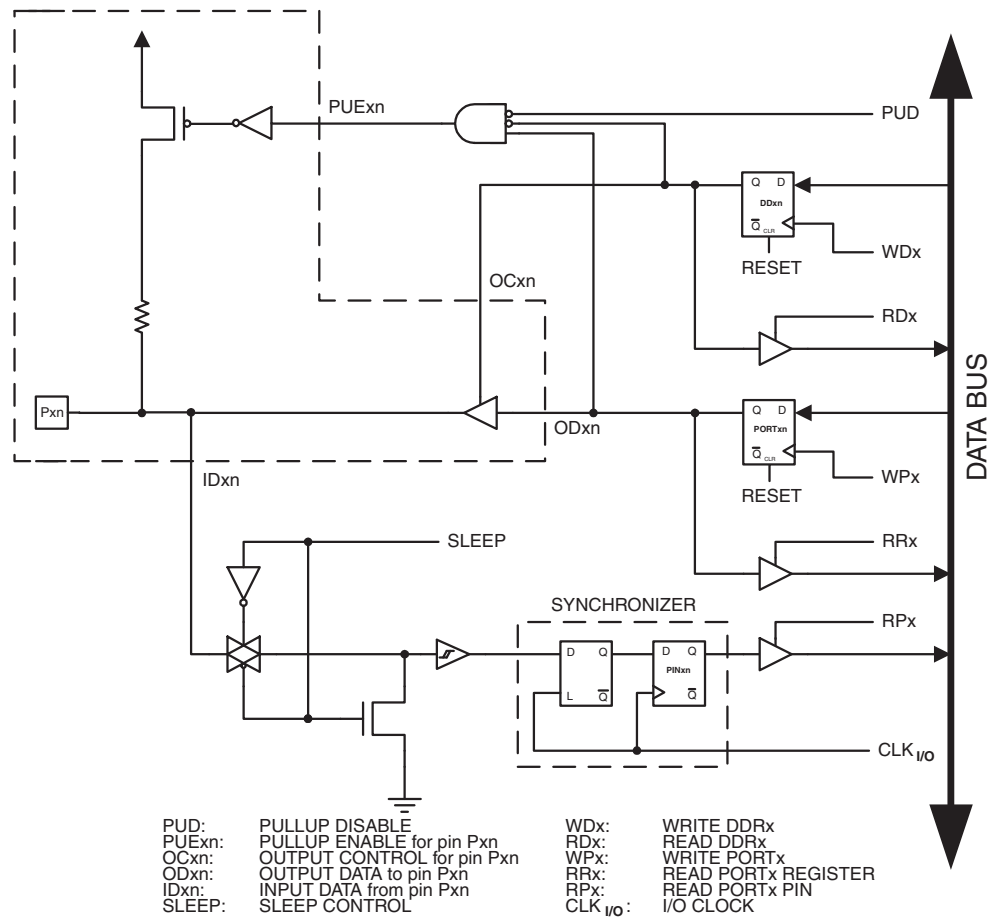 PUExn
PUD
Q D
DDxn
Q CLR
WDx
RESET
OCxn
RDx
Pxn
Q D
PORTxn
Q CLR
ODxn
DATA BUS
IDxn
WPx
RESET
SLEEP
RRx
SYNCHRONIZER
RPx
D Q
L Q
D Q
PINxn
Q
CLK I/O
PUD: PULLUP DISABLE
PUExn: PULLUP ENABLE for pin Pxn
OCxn: OUTPUT CONTROL for pin Pxn
ODxn: OUTPUT DATA to pin Pxn
IDxn: INPUT DATA from pin Pxn
SLEEP: SLEEP CONTROL
WDx: WRITE DDRx
RDx: READ DDRx
WPx: WRITE PORTx
RRx: READ PORTx REGISTER
RPx: READ PORTx PIN
CLK I/O: I/O CLOCK